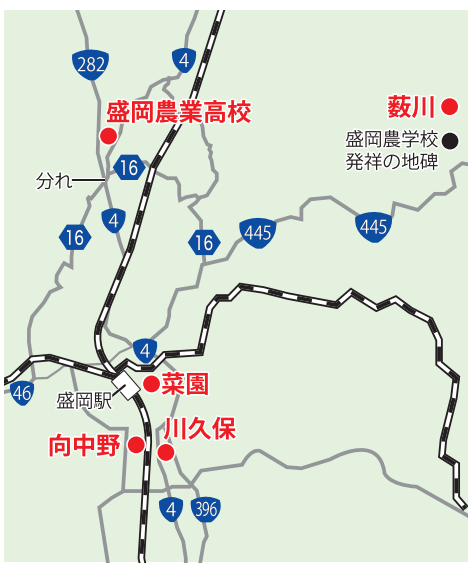 4
282
薮川
盛岡農業高校
盛岡農学校
発祥の地碑
16
分れ
4
16
16
445
445
4
菜園
46
盛岡駅
川久保
向中野
4
396